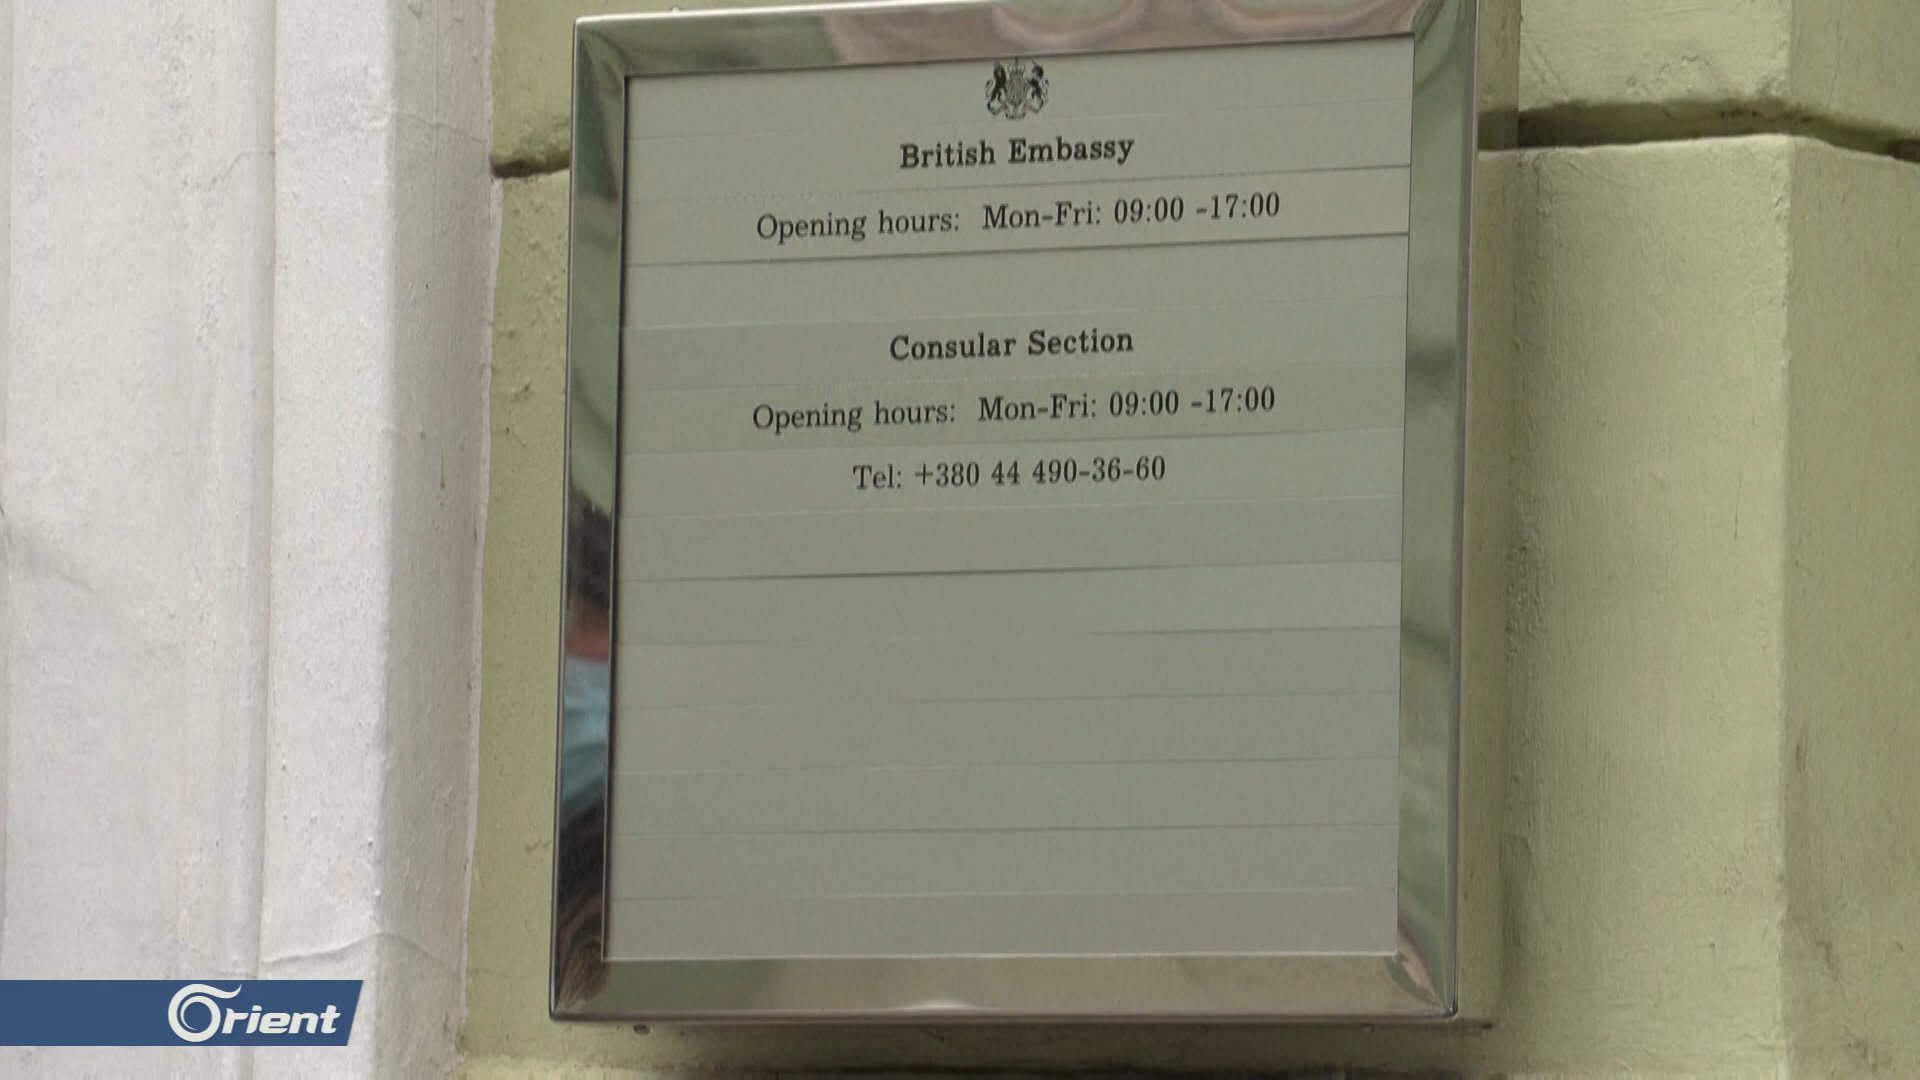 British Embassy
Opening hours: Mon-Fri: 09:00 -17:00
Consular Section
Opening hours: Mon-Fri: 09:00 -17:00
Tel: +380 44 490-36-60
Orient